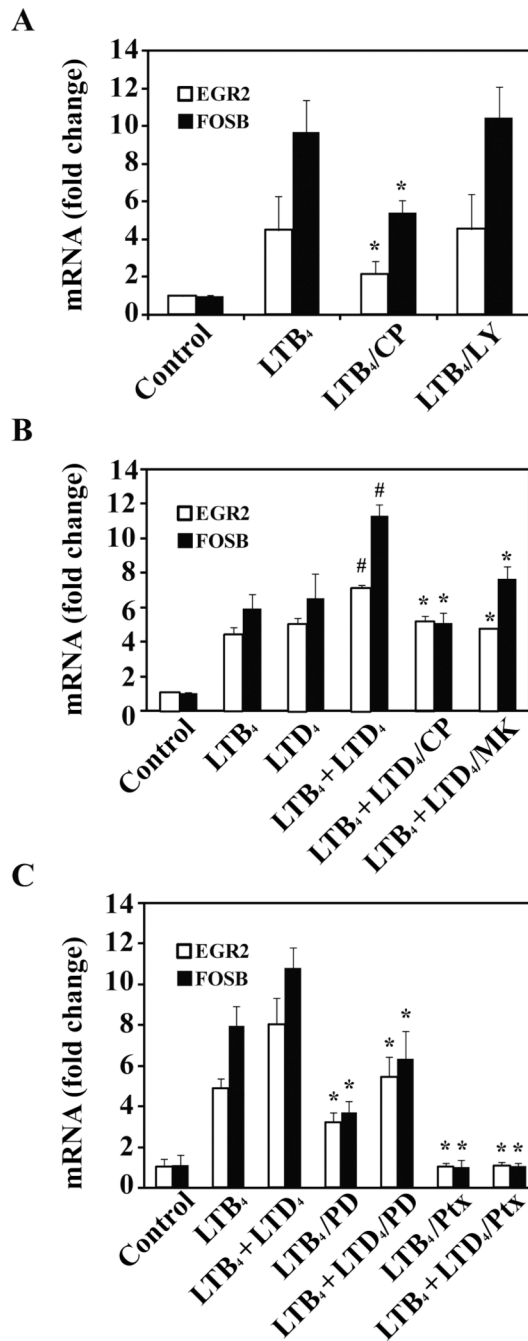 A
mRNA (fold change)
14
12
10
8
6
4
2
0
EGR2
FOSB
*
*
Control
LTB₄
LTB₄/CP
LTB₄/LY
B
mRNA (fold change)
14
12
10
8
6
4
2
0
EGR2
FOSB
#
#
* *
*
*
Control
LTB₄
LTD₄
LTB₄+LTD₄
LTB₄+LTD₄/CP
LTB₄+LTD₄/MK
C
mRNA (fold change)
14
12
10
8
6
4
2
0
EGR2
FOSB
* *
*
*
* *
* *
Control
LTB₄
LTB₄+LTD₄
LTB₄/PD
LTB₄+LTD₄/PD
LTB₄/Ptx
LTB₄+LTD₄/Ptx